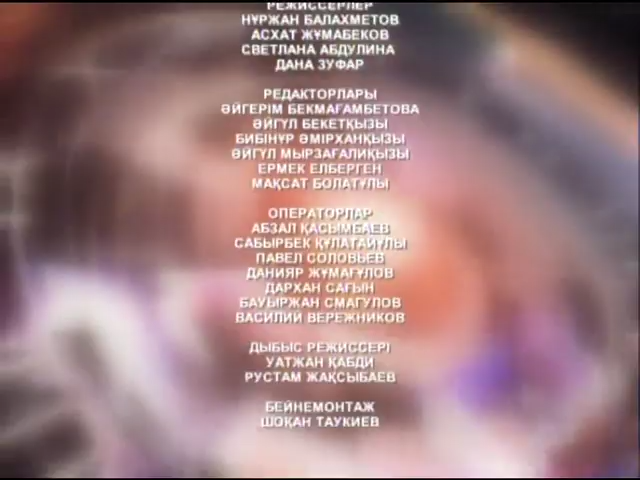 РЕЖИССЕРЛЕР
НҰРЖАН БАЛАХМЕТОВ
АСХАТ ЖҰМАБЕКОВ
СВЕТЛАНА АБДУЛИНА
ДАНА ЗУФАР
РЕДАКТОРЛАРЫ
ӘЙГЕРІМ БЕКМАҒАМБЕТОВА
ӘЙГҮЛ БЕКЕТҚЫЗЫ
БИБІНҰР ӘМІРХАНҚЫЗЫ
ӘЙГҮЛ МЫРЗАҒАЛИҚЫЗЫ
ЕРМЕК ЕЛБЕРГЕН
МАҚСАТ БОЛАТҰЛЫ
ОПЕРАТОРЛАР
АБЗАЛ ҚАСЫМБАЕВ
САБЫРБЕК ҚҰЛАТАЙҰЛЫ
ПАВЕЛ СОЛОВЬЕВ
ДАНИЯР ЖҰМАҒҰЛОВ
ДАРХАН САҒЫН
БАУЫРЖАН СМАГУЛОВ
ВАСИЛИЙ ВЕРЕЖНИКОВ
ДЫБЫС РЕЖИССЕРІ
УАТЖАН ҚАБДИ
РУСТАМ ЖАҚСЫБАЕВ
БЕЙНЕМОНТАЖ
ШОҚАН ТАУКИЕВ